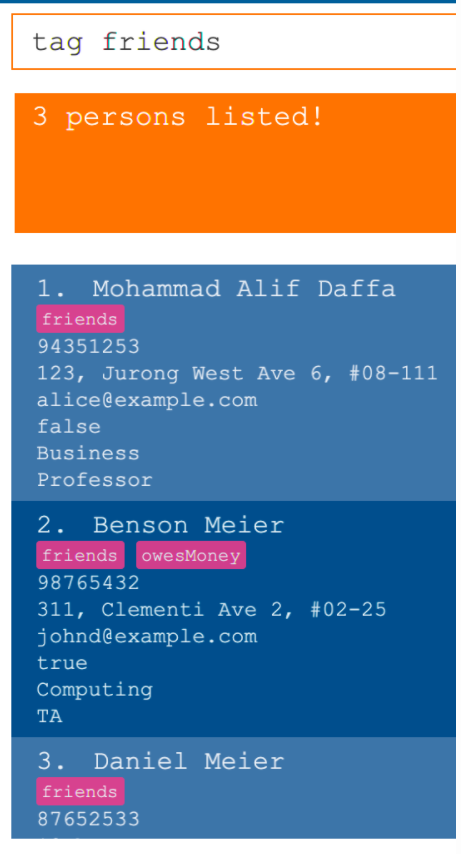 tag friends
3 persons listed!
1. Mohammad Alif Daffa
friends
94351253
123, Jurong West Ave 6, #08-111
alice@example.com
false
Business
Professor
2. Benson Meier
friends owesMoney
98765432
311, Clementi Ave 2, #02-25
johnd@example.com
true
Computing
TA
3. Daniel Meier
friends
87652533